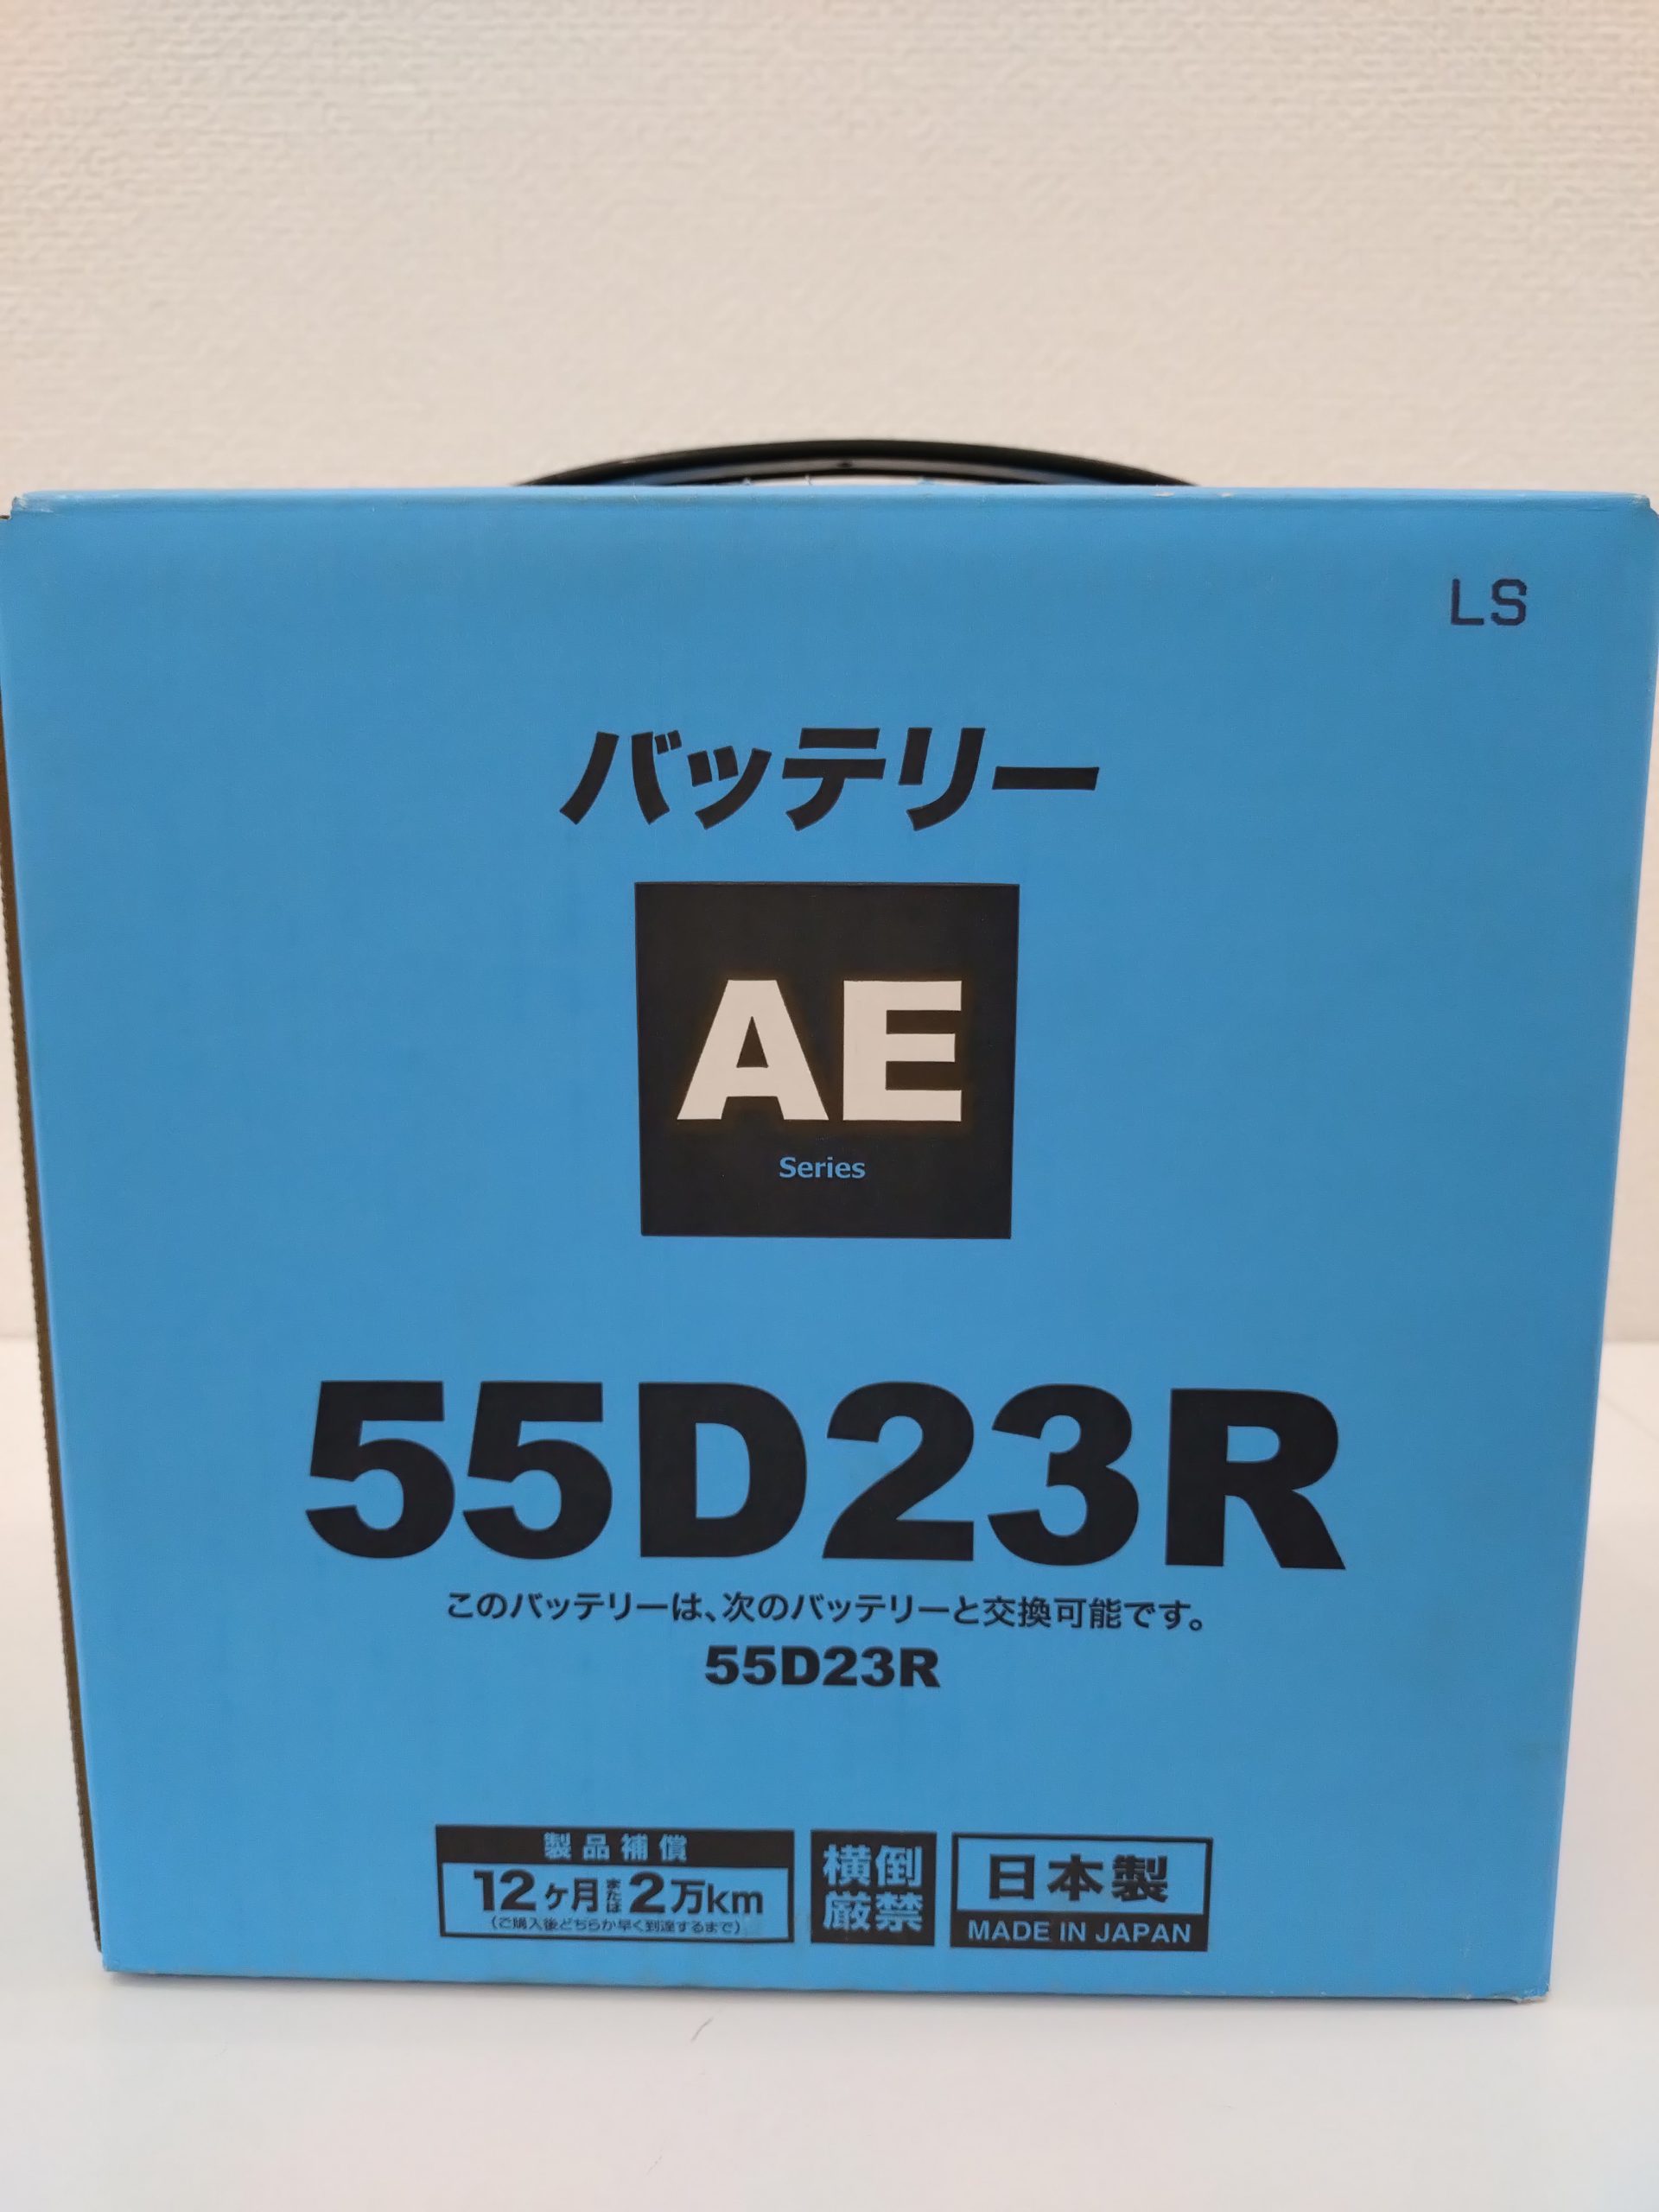 LS
バッテリー
AE
Series
55D23R
このバッテリーは、次のバッテリーと交換可能です。
55D23R
製品補償
12ヶ月または2万km
(ご購入後どちらか早く到達するまで)
横倒
厳禁
日本製
MADE IN JAPAN